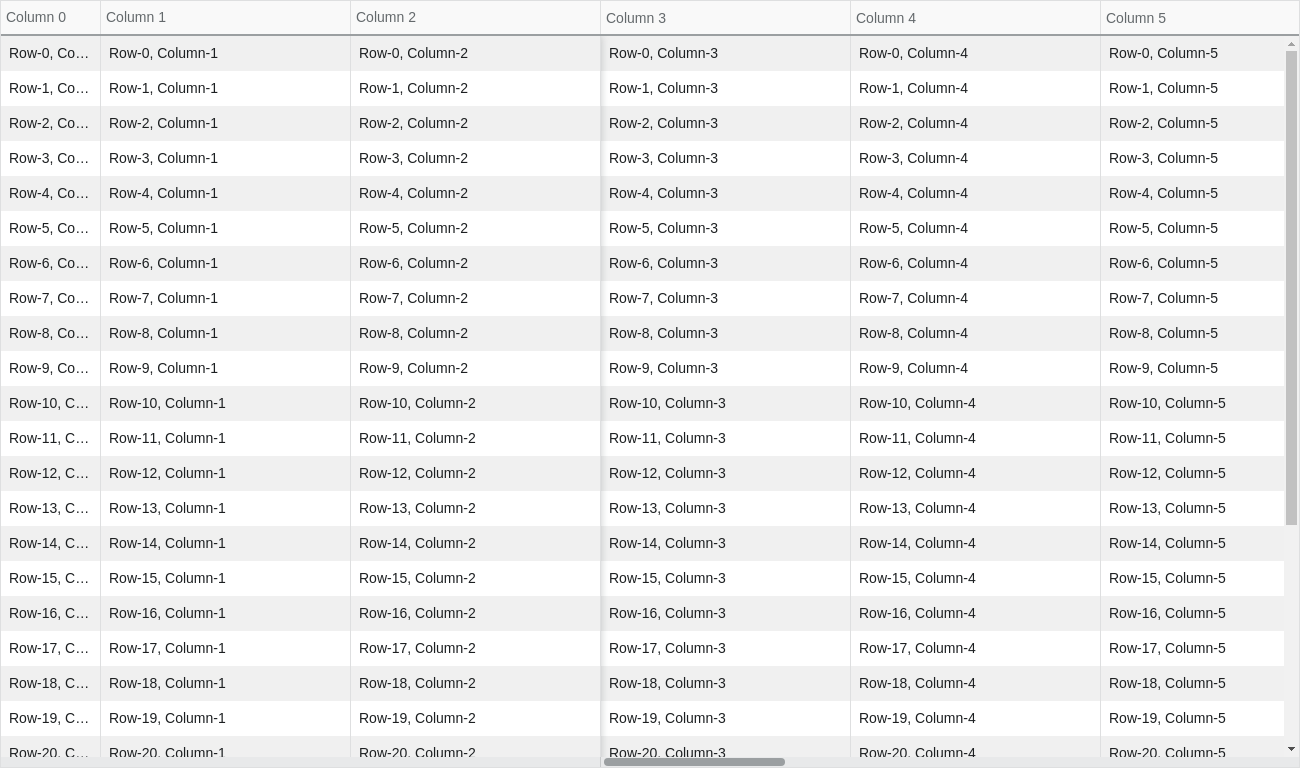 Column 0 Column 1 Column 2 Column 3 Column 4 Column 5
Row-0, Co… Row-0, Column-1 Row-0, Column-2 Row-0, Column-3 Row-0, Column-4 Row-0, Column-5
Row-1, Co… Row-1, Column-1 Row-1, Column-2 Row-1, Column-3 Row-1, Column-4 Row-1, Column-5
Row-2, Co… Row-2, Column-1 Row-2, Column-2 Row-2, Column-3 Row-2, Column-4 Row-2, Column-5
Row-3, Co… Row-3, Column-1 Row-3, Column-2 Row-3, Column-3 Row-3, Column-4 Row-3, Column-5
Row-4, Co… Row-4, Column-1 Row-4, Column-2 Row-4, Column-3 Row-4, Column-4 Row-4, Column-5
Row-5, Co… Row-5, Column-1 Row-5, Column-2 Row-5, Column-3 Row-5, Column-4 Row-5, Column-5
Row-6, Co… Row-6, Column-1 Row-6, Column-2 Row-6, Column-3 Row-6, Column-4 Row-6, Column-5
Row-7, Co… Row-7, Column-1 Row-7, Column-2 Row-7, Column-3 Row-7, Column-4 Row-7, Column-5
Row-8, Co… Row-8, Column-1 Row-8, Column-2 Row-8, Column-3 Row-8, Column-4 Row-8, Column-5
Row-9, Co… Row-9, Column-1 Row-9, Column-2 Row-9, Column-3 Row-9, Column-4 Row-9, Column-5
Row-10, C… Row-10, Column-1 Row-10, Column-2 Row-10, Column-3 Row-10, Column-4 Row-10, Column-5
Row-11, C… Row-11, Column-1 Row-11, Column-2 Row-11, Column-3 Row-11, Column-4 Row-11, Column-5
Row-12, C… Row-12, Column-1 Row-12, Column-2 Row-12, Column-3 Row-12, Column-4 Row-12, Column-5
Row-13, C… Row-13, Column-1 Row-13, Column-2 Row-13, Column-3 Row-13, Column-4 Row-13, Column-5
Row-14, C… Row-14, Column-1 Row-14, Column-2 Row-14, Column-3 Row-14, Column-4 Row-14, Column-5
Row-15, C… Row-15, Column-1 Row-15, Column-2 Row-15, Column-3 Row-15, Column-4 Row-15, Column-5
Row-16, C… Row-16, Column-1 Row-16, Column-2 Row-16, Column-3 Row-16, Column-4 Row-16, Column-5
Row-17, C… Row-17, Column-1 Row-17, Column-2 Row-17, Column-3 Row-17, Column-4 Row-17, Column-5
Row-18, C… Row-18, Column-1 Row-18, Column-2 Row-18, Column-3 Row-18, Column-4 Row-18, Column-5
Row-19, C… Row-19, Column-1 Row-19, Column-2 Row-19, Column-3 Row-19, Column-4 Row-19, Column-5
Row-20, C… Row-20, Column-1 Row-20, Column-2 Row-20, Column-3 Row-20, Column-4 Row-20, Column-5